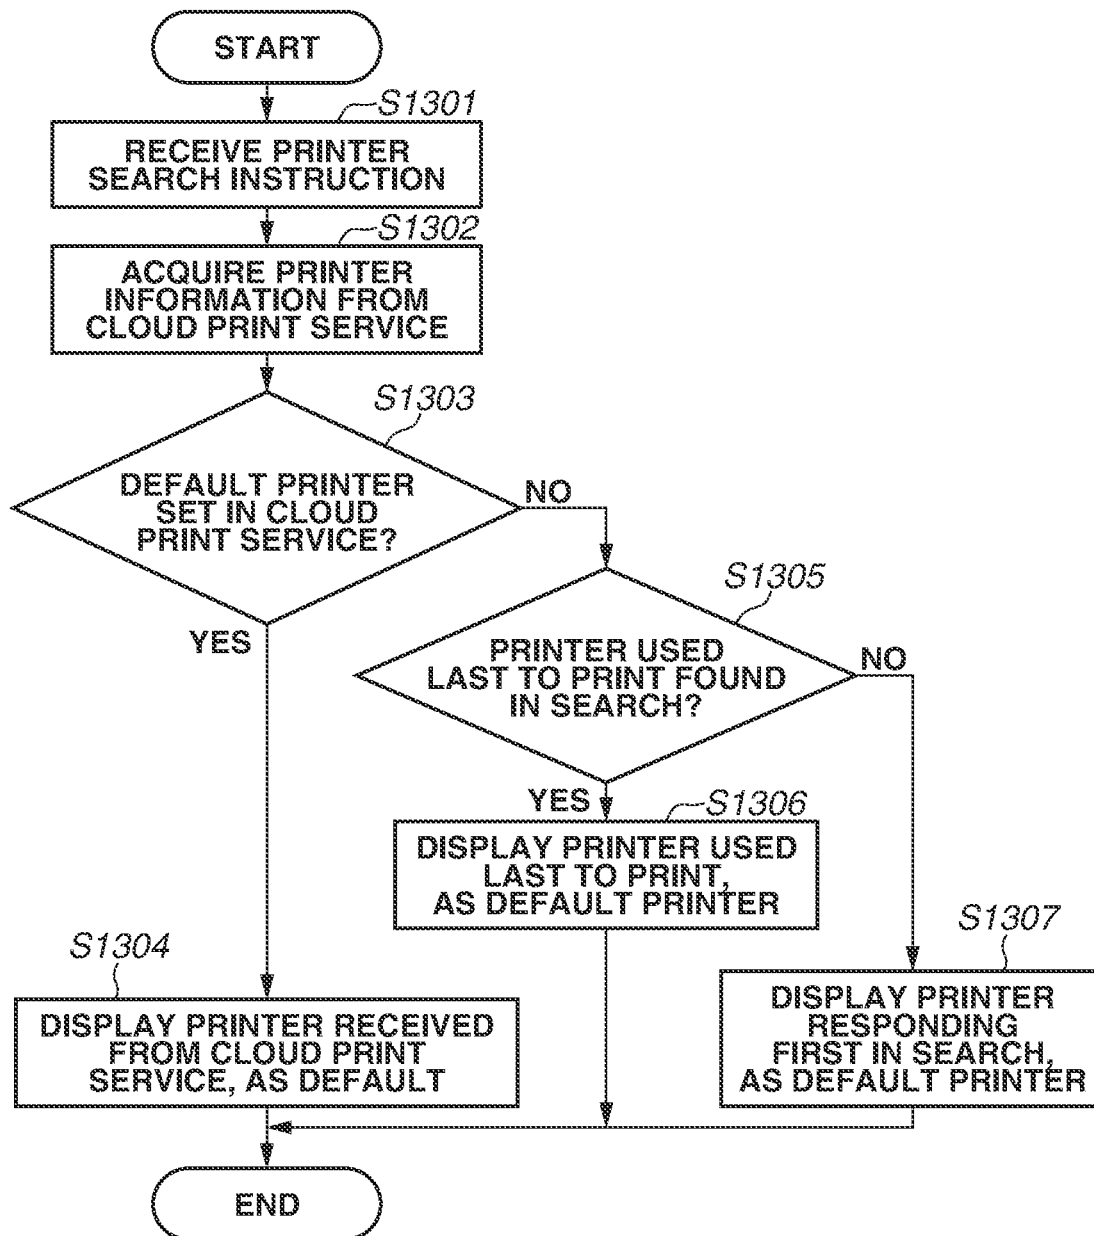 START
S1301
RECEIVE PRINTER
SEARCH INSTRUCTION
S1302
ACQUIRE PRINTER
INFORMATION FROM
CLOUD PRINT SERVICE
S1303
DEFAULT PRINTER
SET IN CLOUD
PRINT SERVICE?
NO
YES
S1305
PRINTER USED
LAST TO PRINT FOUND
IN SEARCH?
NO
YES
S1306
DISPLAY PRINTER USED
LAST TO PRINT,
AS DEFAULT PRINTER
S1304
DISPLAY PRINTER RECEIVED
FROM CLOUD PRINT
SERVICE, AS DEFAULT
S1307
DISPLAY PRINTER
RESPONDING
FIRST IN SEARCH,
AS DEFAULT PRINTER
END